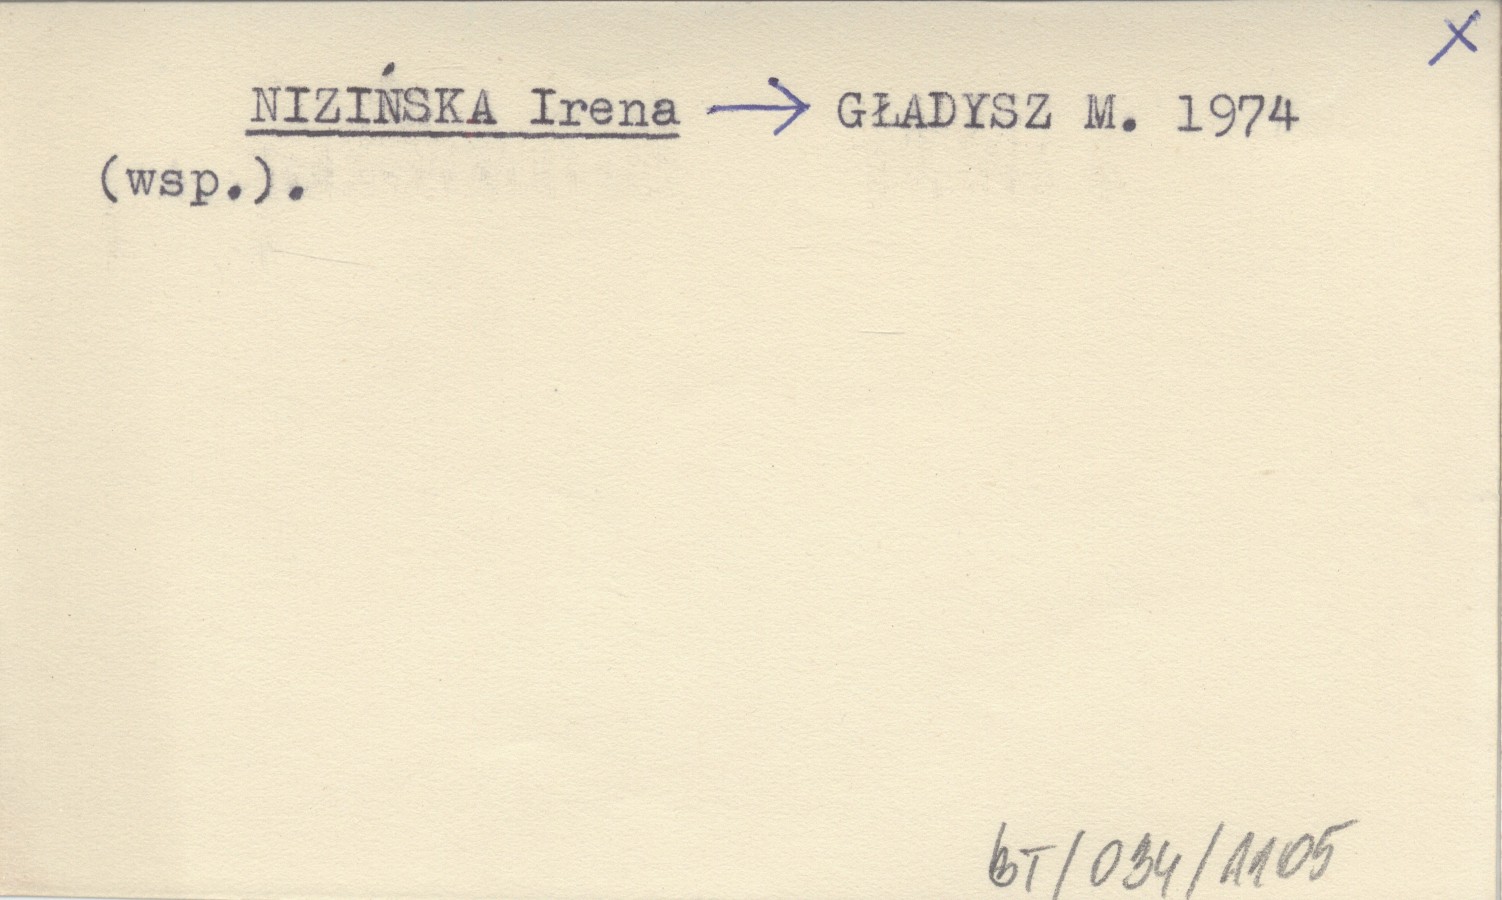 X
NIZIŃSKA Irena → GŁADYSZ M. 1974
(wsp.).
BT/034/1105